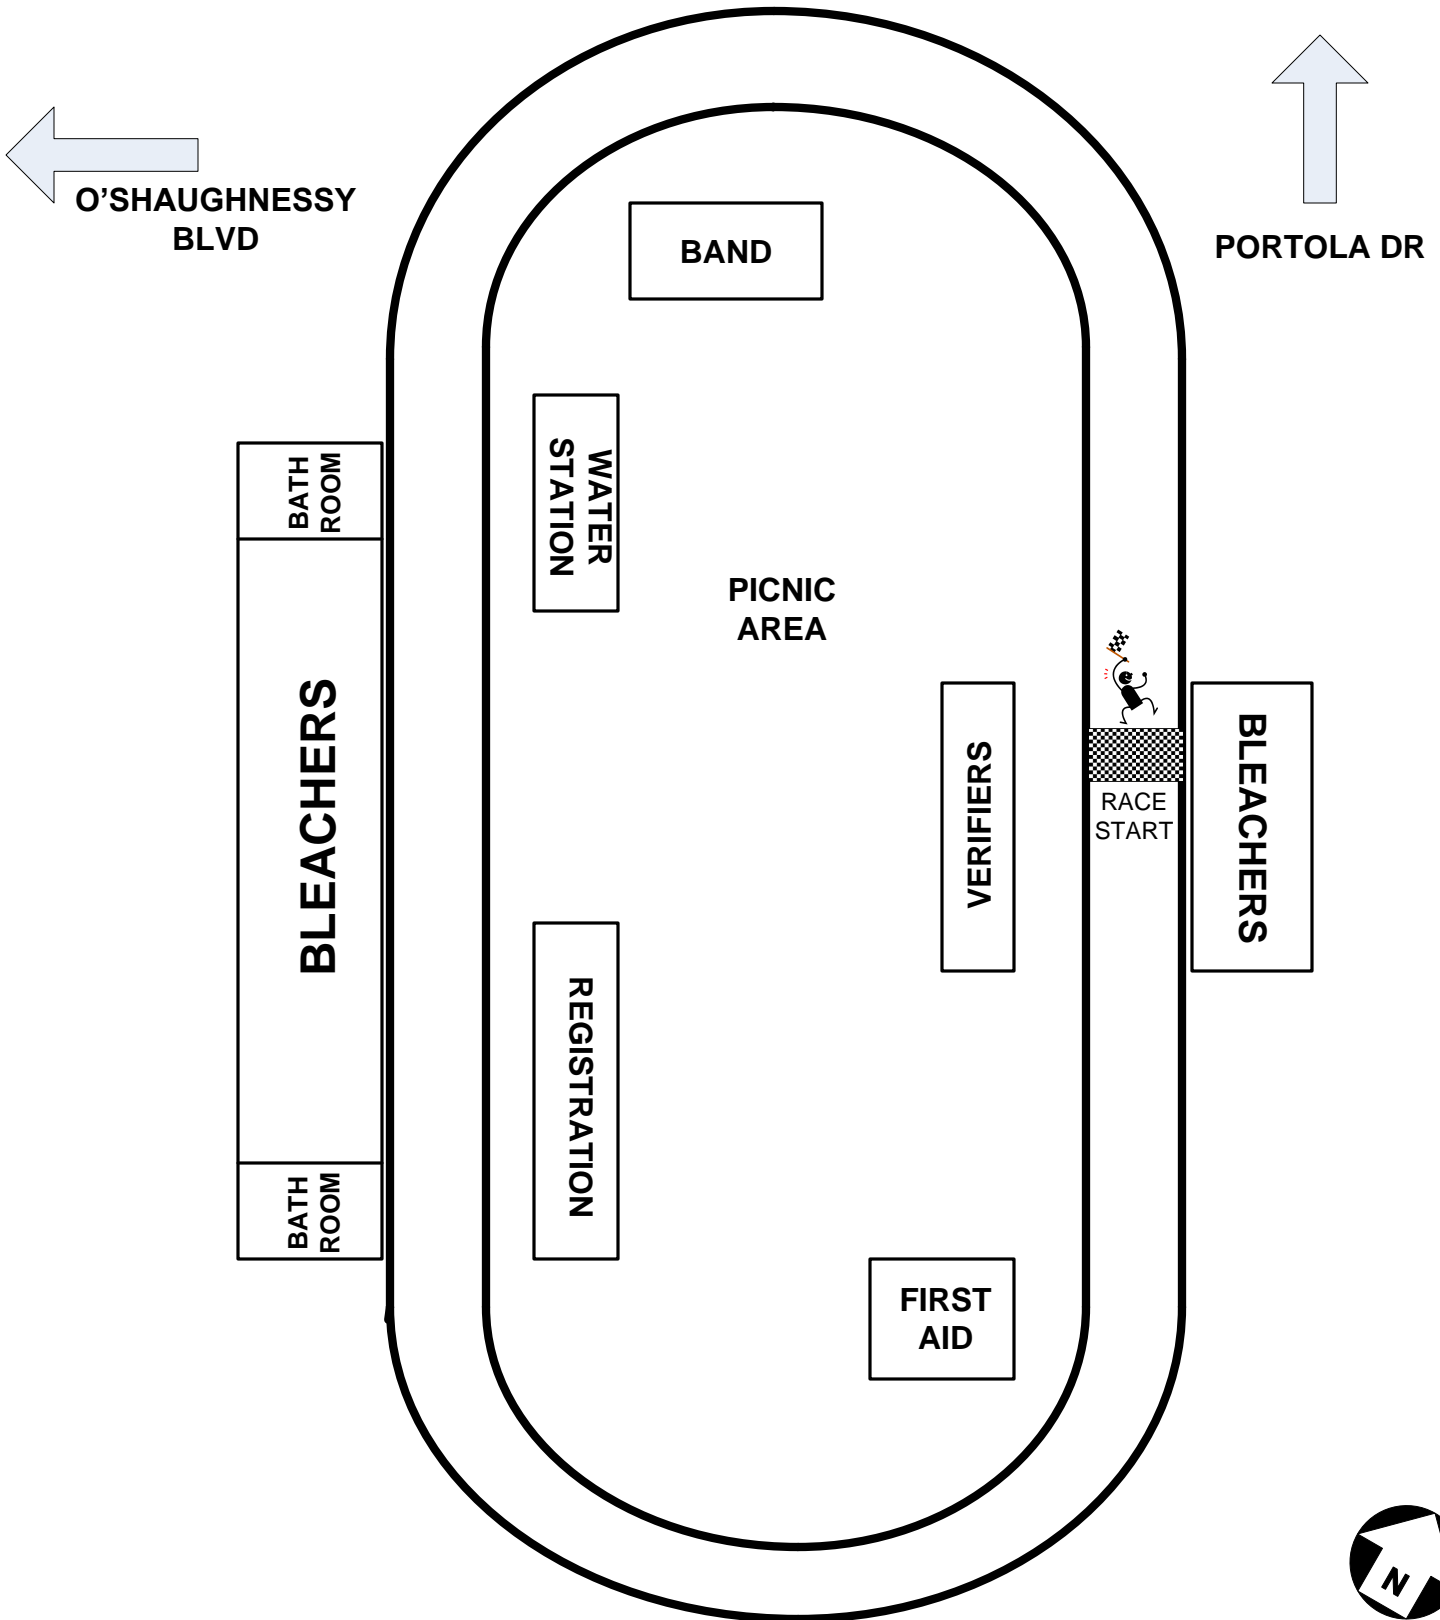 O'SHAUGHNESSY
BLVD
PORTOLA DR
BAND
BATH
ROOM
WATER
STATION
PICNIC
AREA
BLEACHERS
VERIFIERS
RACE
START
BLEACHERS
REGISTRATION
BATH
ROOM
FIRST
AID
N